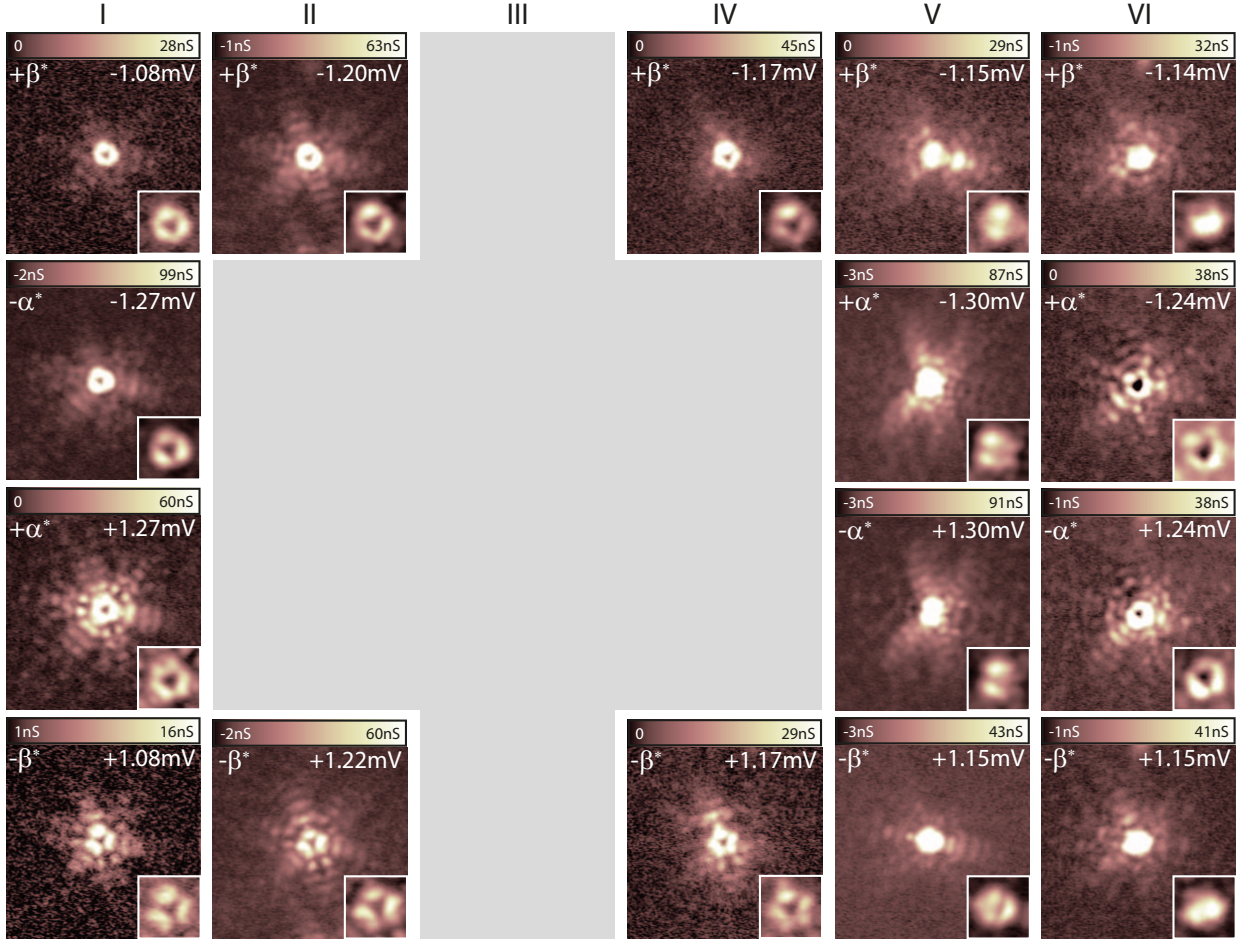 I II III IV V VI
0 28nS -1nS 63nS 0 45nS 0 29nS -1nS 32nS
+β* -1.08mV +β* -1.20mV +β* -1.17mV +β* -1.15mV +β* -1.14mV
-2nS 99nS -3nS 87nS 0 38nS
-α* -1.27mV +α* -1.30mV +α* -1.24mV
0 60nS -3nS 91nS -1nS 38nS
+α* +1.27mV -α* +1.30mV -α* +1.24mV
1nS 16nS -2nS 60nS 0 29nS -3nS 43nS -1nS 41nS
-β* +1.08mV -β* +1.22mV -β* +1.17mV -β* +1.15mV -β* +1.15mV